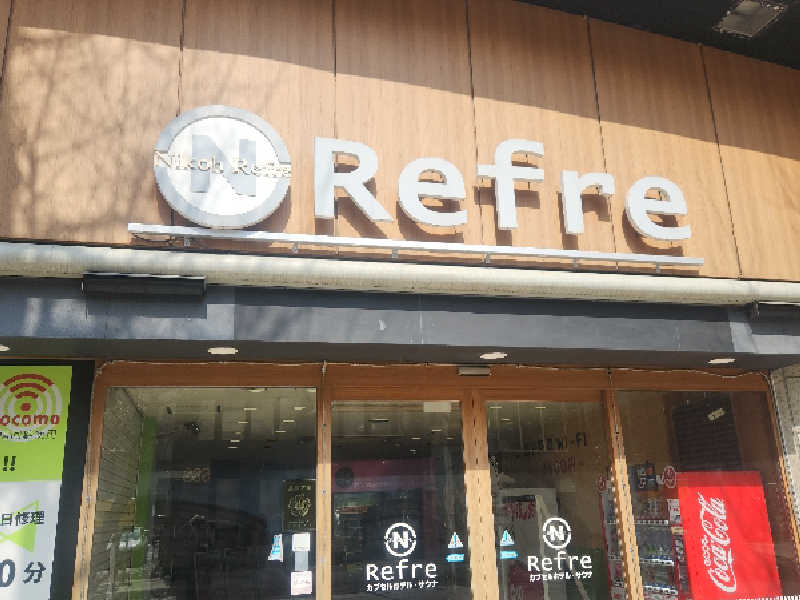 N
Nikoh Refre
Refre
docomo
!!
日修理
0分
N
Refre
カプセルホテル・サウナ
N
Refre
カプセルホテル・サウナ
Coca-Cola